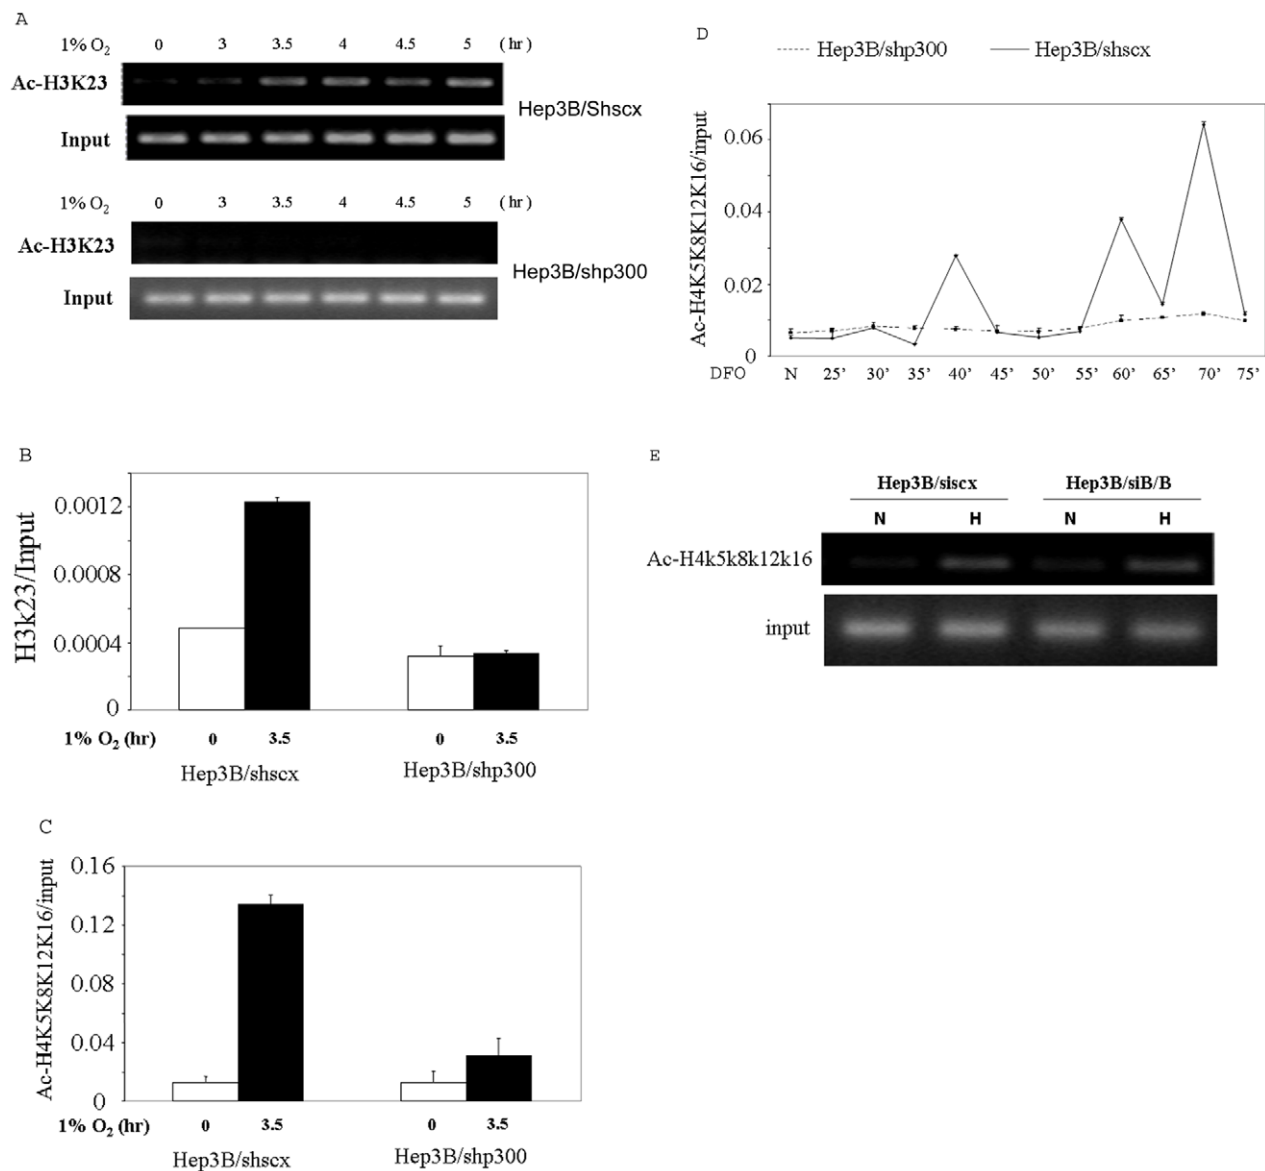 A
1% O2 0 3 3.5 4 4.5 5 (hr)
Ac-H3K23
Hep3B/Shscx
Input
1% O2 0 3 3.5 4 4.5 5 (hr)
Ac-H3K23
Hep3B/shp300
Input
B
H3k23/Input
0.0012
0.0008
0.0004
0
1% O2 (hr) 0 3.5 0 3.5
Hep3B/shscx Hep3B/shp300
C
Ac-H4K5K8K12K16/input
0.16
0.12
0.08
0.04
0
1% O2 (hr) 0 3.5 0 3.5
Hep3B/shscx Hep3B/shp300
D
Hep3B/shp300 Hep3B/shscx
Ac-H4K5K8K12K16/input
0.06
0.04
0.02
0
DFO N 25' 30' 35' 40' 45' 50' 55' 60' 65' 70' 75'
E
Hep3B/siscx Hep3B/siB/B
N H N H
Ac-H4k5k8k12k16
input